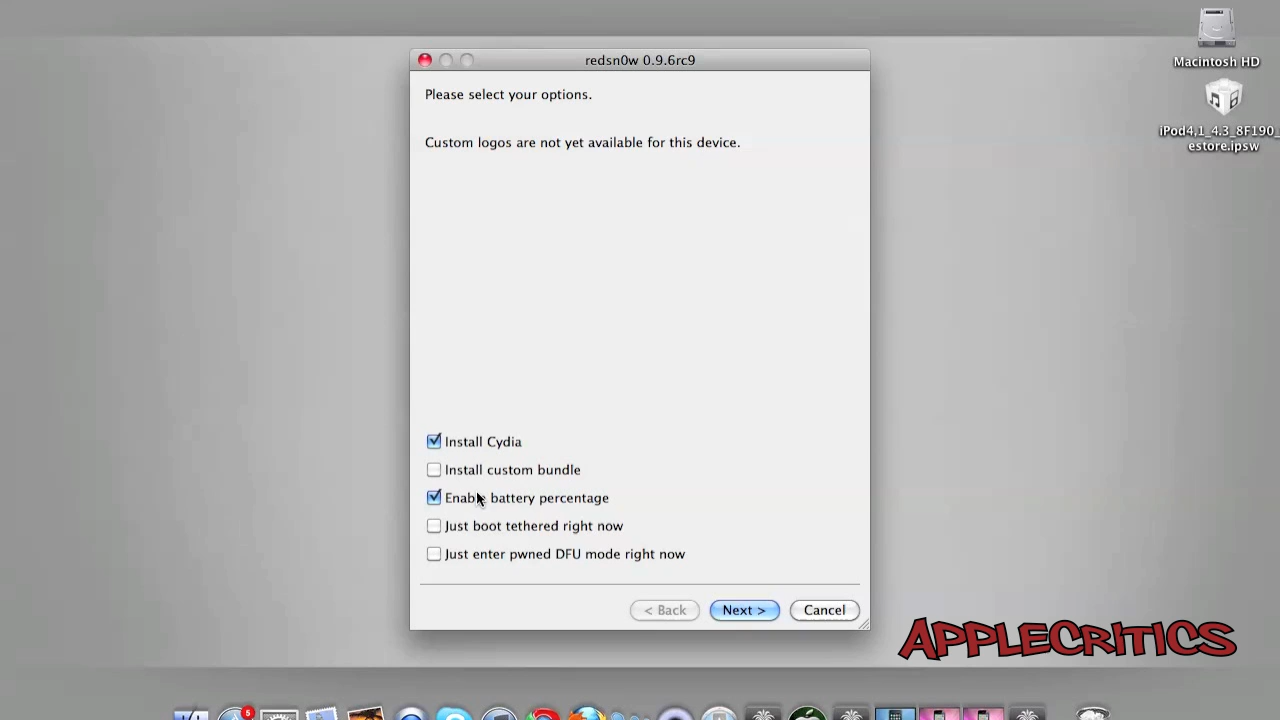 redsn0w 0.9.6rc9
Please select your options.
Custom logos are not yet available for this device.
Install Cydia
Install custom bundle
Enable battery percentage
Just boot tethered right now
Just enter pwned DFU mode right now
< Back
Next >
Cancel
Macintosh HD
iPod4,1_4.3_8F190_
estore.ipsw
APPLECRITICS
5